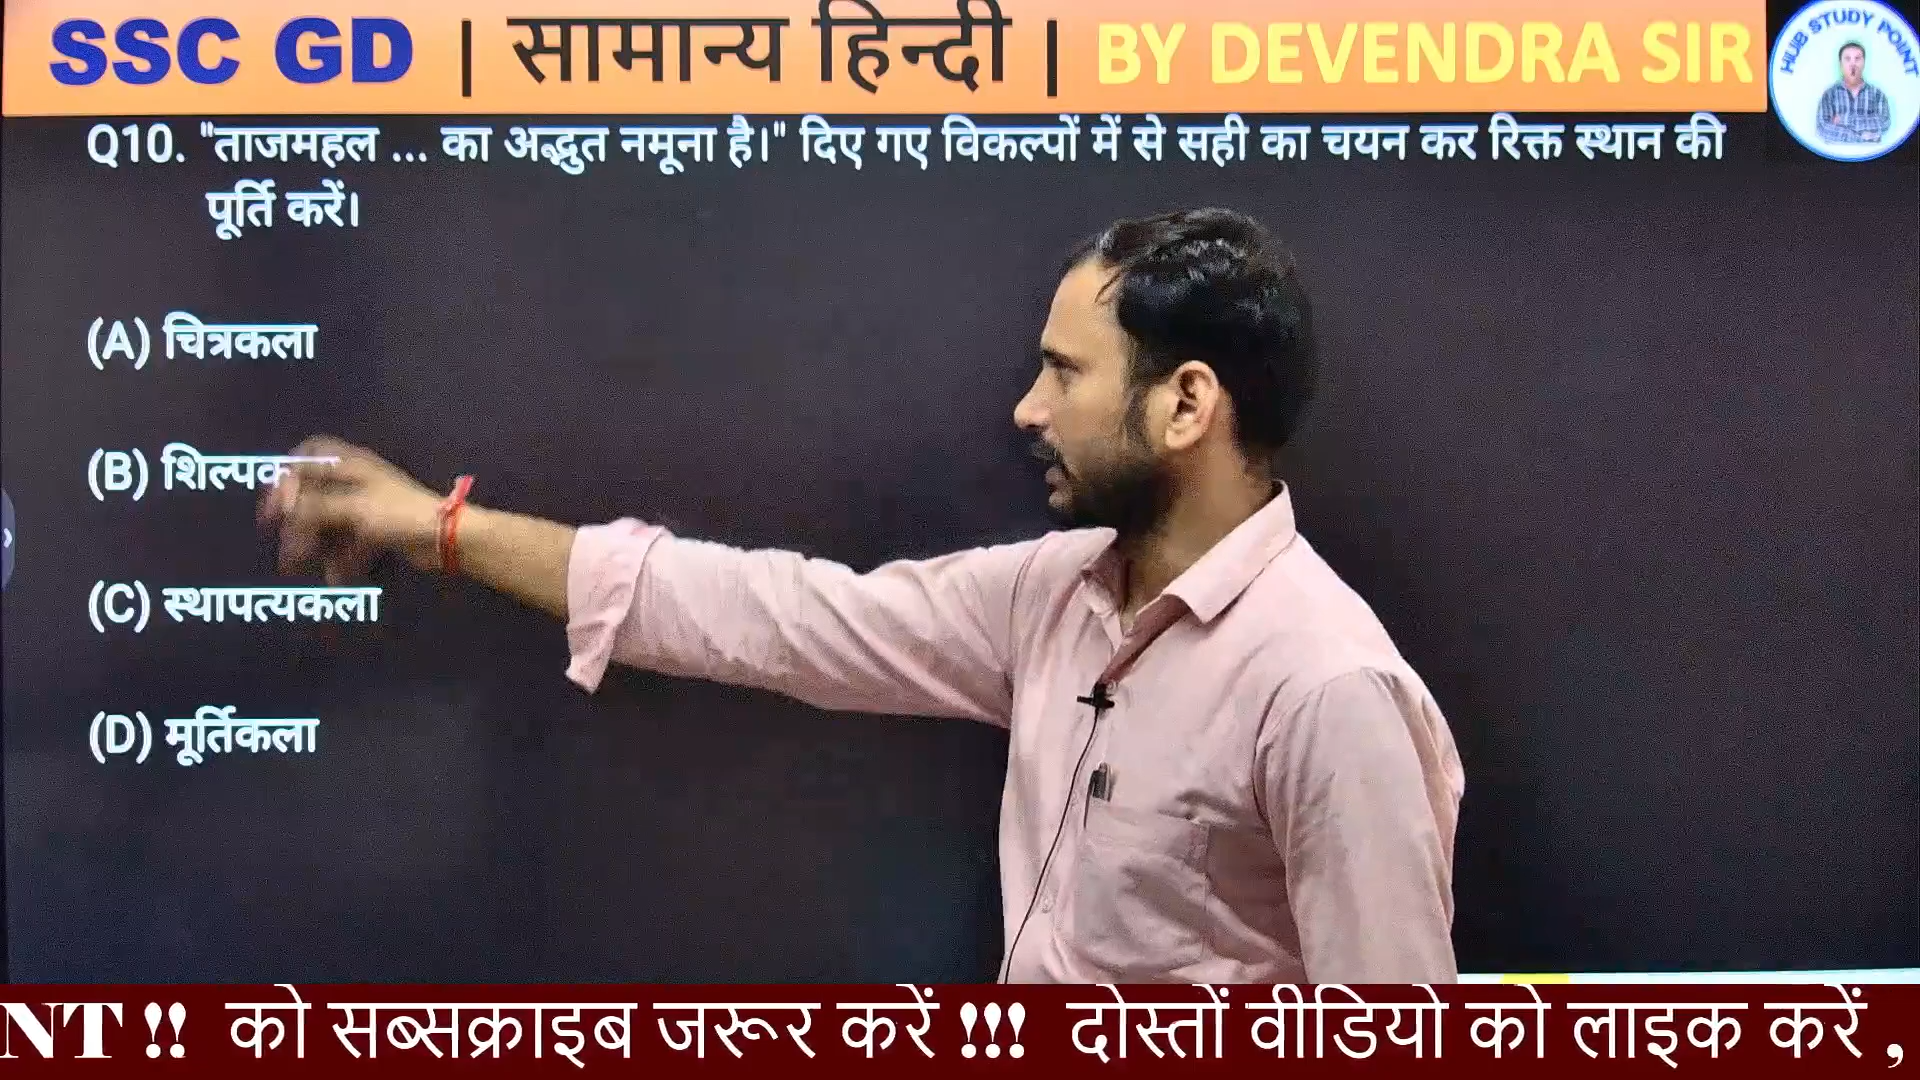 SSC GD | सामान्य हिन्दी | BY DEVENDRA SIR
HUB STUDY POINT
Q10. "ताजमहल ... का अद्भुत नमूना है।" दिए गए विकल्पों में से सही का चयन कर रिक्त स्थान की
पूर्ति करें।
(A) चित्रकला
(B)
(C) स्थापत्यकला
(D) मूर्तिकला
NT !! को सब्सक्राइब जरूर करें !!! दोस्तों वीडियो को लाइक करें ,